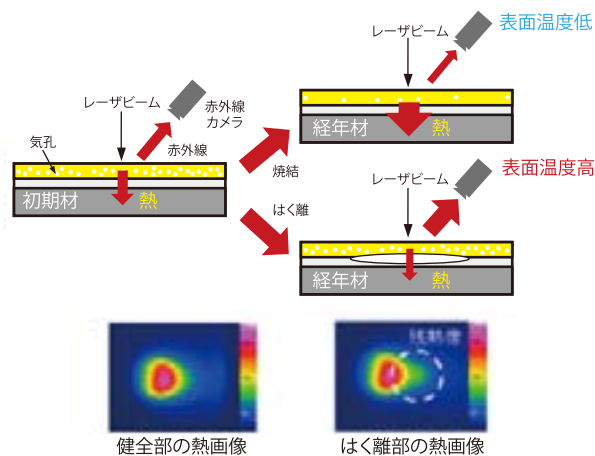 レーザビーム
表面温度低
赤外線
カメラ
気孔
赤外線
経年材
熱
初期材
熱
焼結
はく離
レーザビーム
表面温度高
経年材
熱
レーザビーム
健全部の熱画像
はく離部の熱画像